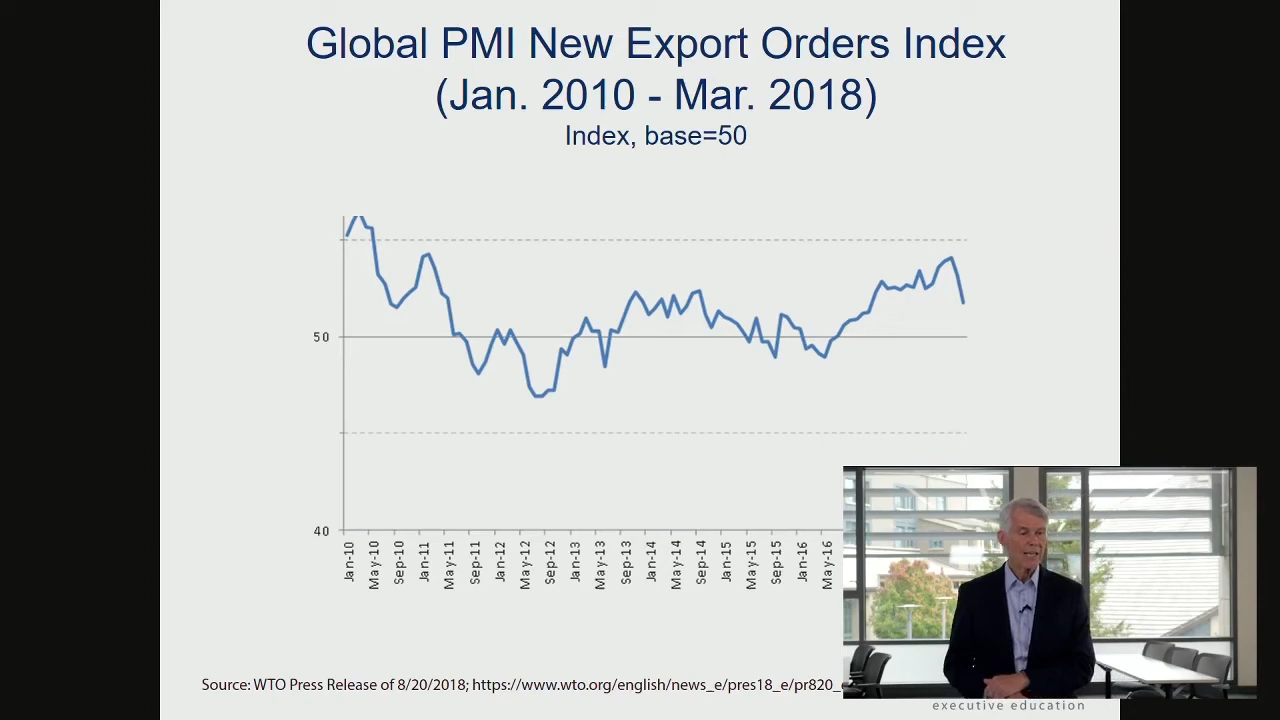 Global PMI New Export Orders Index
(Jan. 2010 - Mar. 2018)
Index, base=50
50
40
Jan-10
May-10
Sep-10
Jan-11
May-11
Sep-11
Jan-12
May-12
Sep-12
Jan-13
May-13
Sep-13
Jan-14
May-14
Sep-14
Jan-15
May-15
Sep-15
Jan-16
May-16
Source: WTO Press Release of 8/20/2018; https://www.wto.org/english/news_e/pres18_e/pr820_
executive education